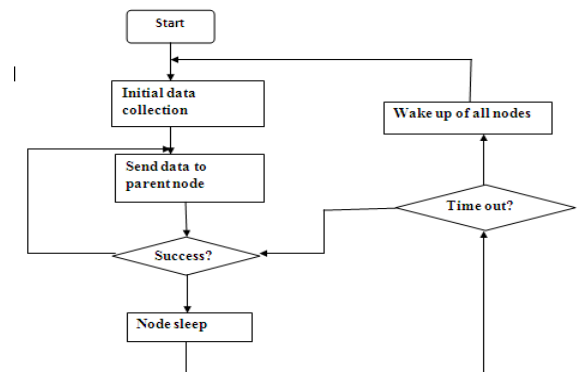 Start
Initial data
collection
Wake up of all nodes
Send data to
parent node
Time out?
Success?
Node sleep